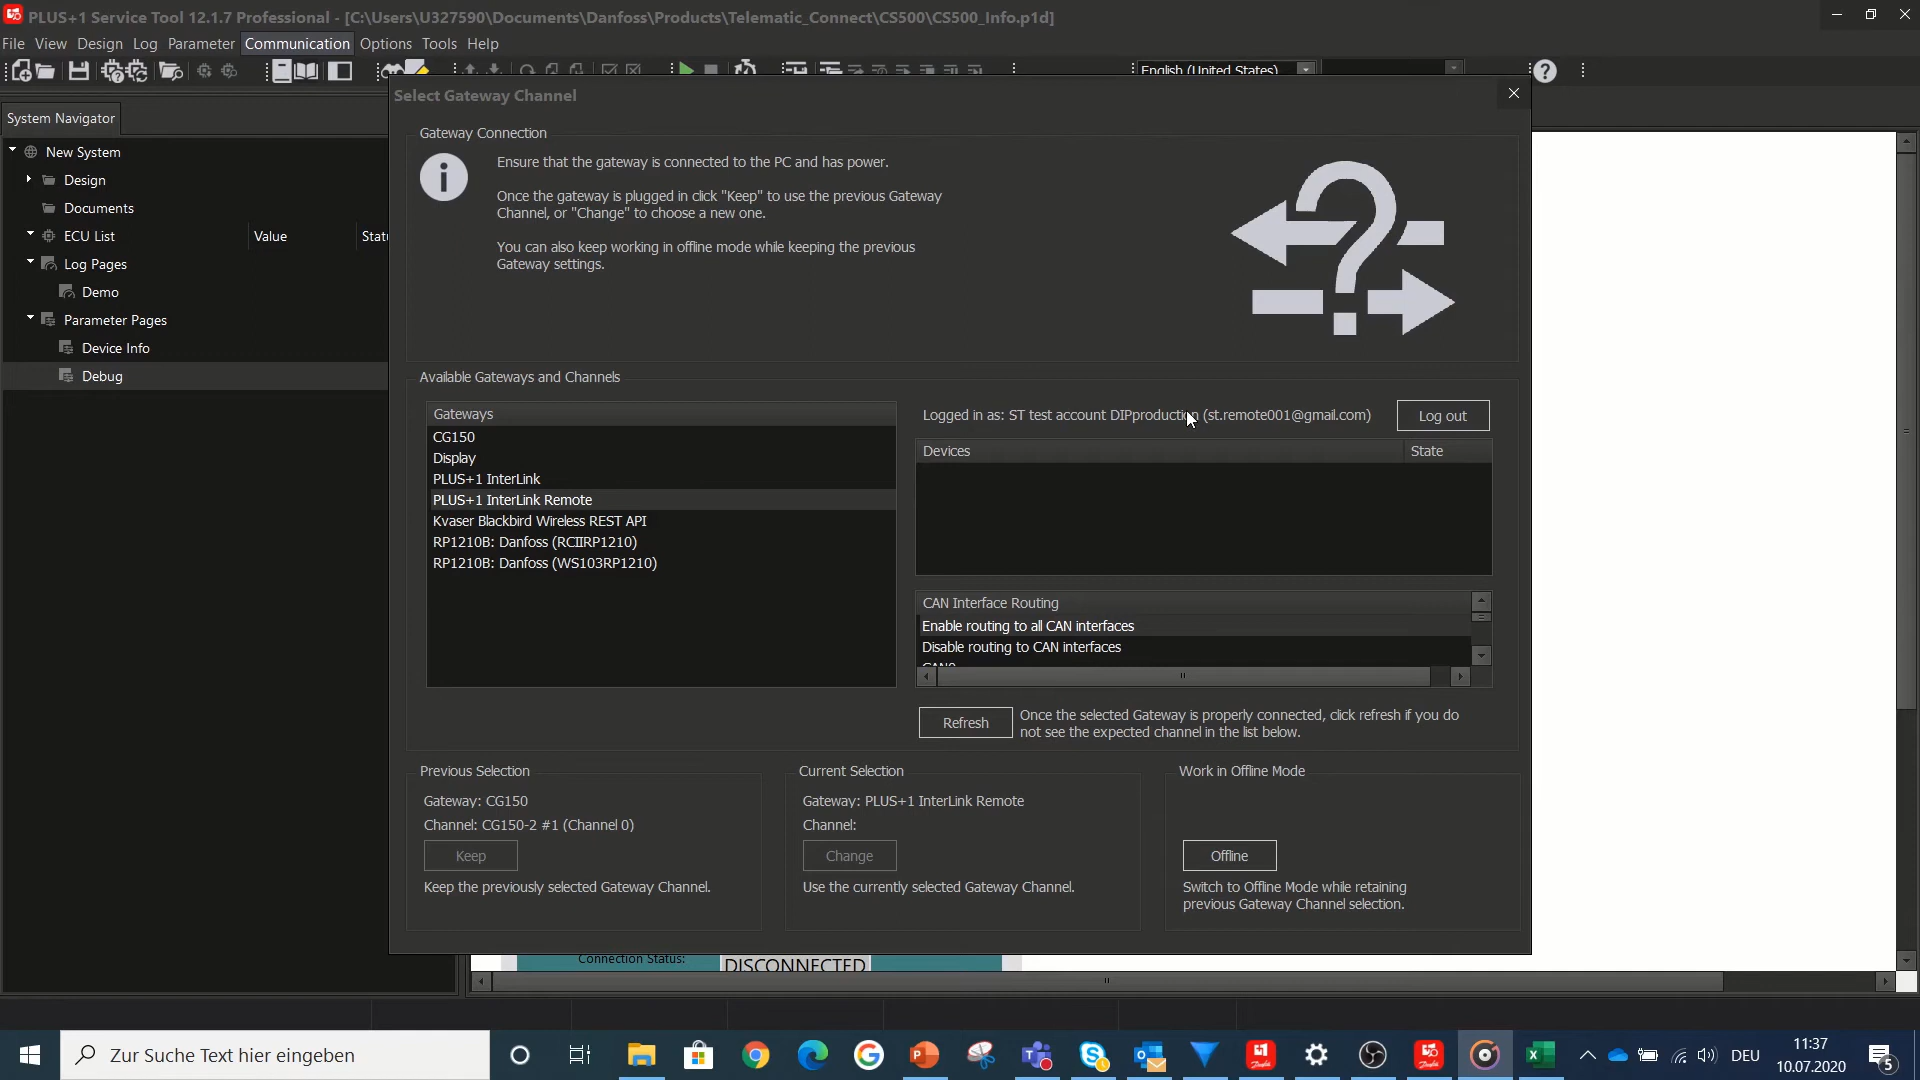 PLUS+1 Service Tool 12.1.7 Professional - [C:\Users\U327590\Documents\Danfoss\Products\Telematic_Connect\CS500\CS500_Info.p1d]
File View Design Log Parameter Communication Options Tools Help
English (United States)
Select Gateway Channel
System Navigator
New System
Design
Documents
ECU List Value
Log Pages
Demo
Parameter Pages
Device Info
Debug
Gateway Connection
Ensure that the gateway is connected to the PC and has power.
Once the gateway is plugged in click "Keep" to use the previous Gateway
Channel, or "Change" to choose a new one.
You can also keep working in offline mode while keeping the previous
Gateway settings.
Available Gateways and Channels
Gateways
CG150
Display
PLUS+1 InterLink
PLUS+1 InterLink Remote
Kvaser Blackbird Wireless REST API
RP1210B: Danfoss (RCIIRP1210)
RP1210B: Danfoss (WS103RP1210)
Logged in as: ST test account DIPproduction (st.remote001@gmail.com)
Log out
Devices State
CAN Interface Routing
Enable routing to all CAN interfaces
Disable routing to CAN interfaces
Refresh
Once the selected Gateway is properly connected, click refresh if you do
not see the expected channel in the list below.
Previous Selection
Gateway: CG150
Channel: CG150-2 #1 (Channel 0)
Keep
Keep the previously selected Gateway Channel.
Current Selection
Gateway: PLUS+1 InterLink Remote
Channel:
Change
Use the currently selected Gateway Channel.
Work in Offline Mode
Offline
Switch to Offline Mode while retaining
previous Gateway Channel selection.
Connection Status: DISCONNECTED
Zur Suche Text hier eingeben
DEU
11:37
10.07.2020
5